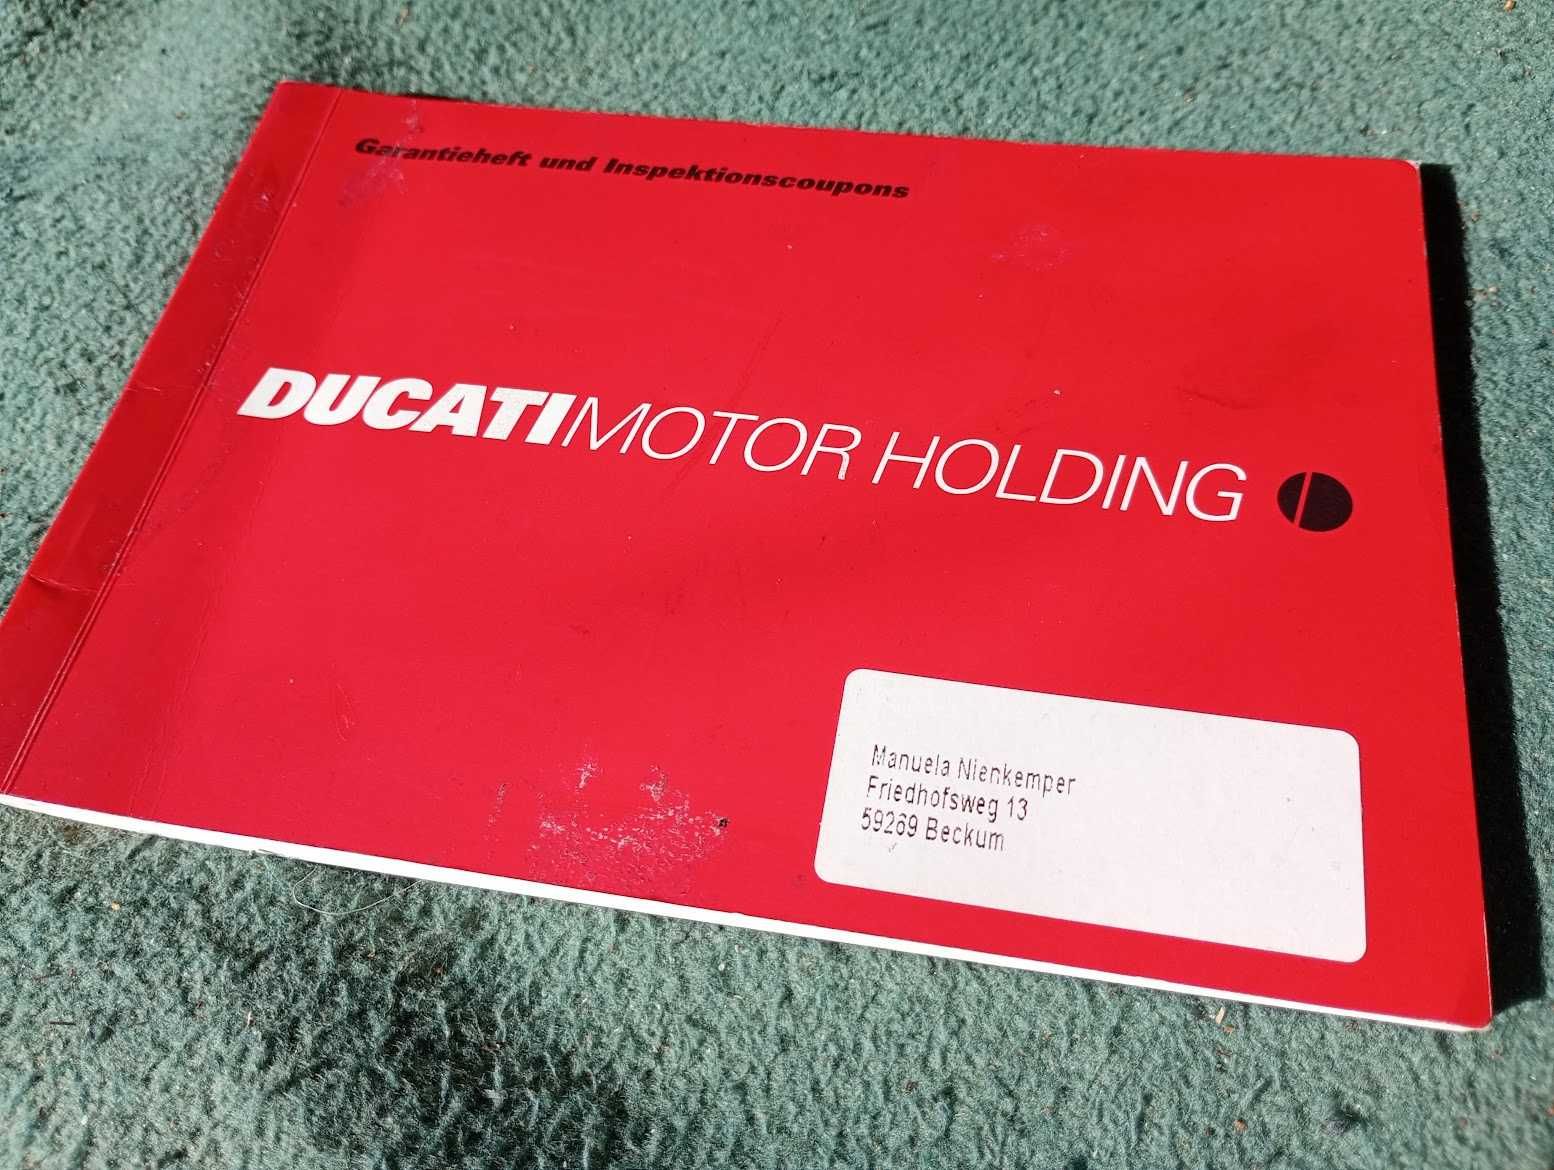 Garantieheft und Inspektionscoupons
DUCATIMOTOR HOLDING
Manuela Nienkemper
Friedhofsweg 13
59269 Beckum